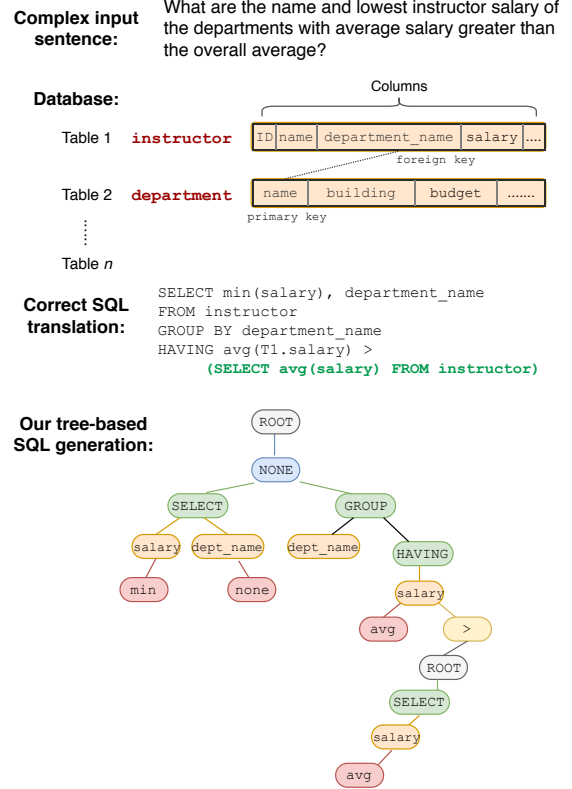 Complex input sentence:
What are the name and lowest instructor salary of
the departments with average salary greater than
the overall average?
Database:
Columns
Table 1 instructor ID name department_name salary ....
foreign key
Table 2 department name building budget .......
primary key
Table n
Correct SQL translation:
SELECT min(salary), department_name
FROM instructor
GROUP BY department_name
HAVING avg(T1.salary) >
(SELECT avg(salary) FROM instructor)
Our tree-based
SQL generation:
ROOT
NONE
SELECT GROUP
salary dept_name dept_name HAVING
min none salary
avg >
ROOT
SELECT
salary
avg